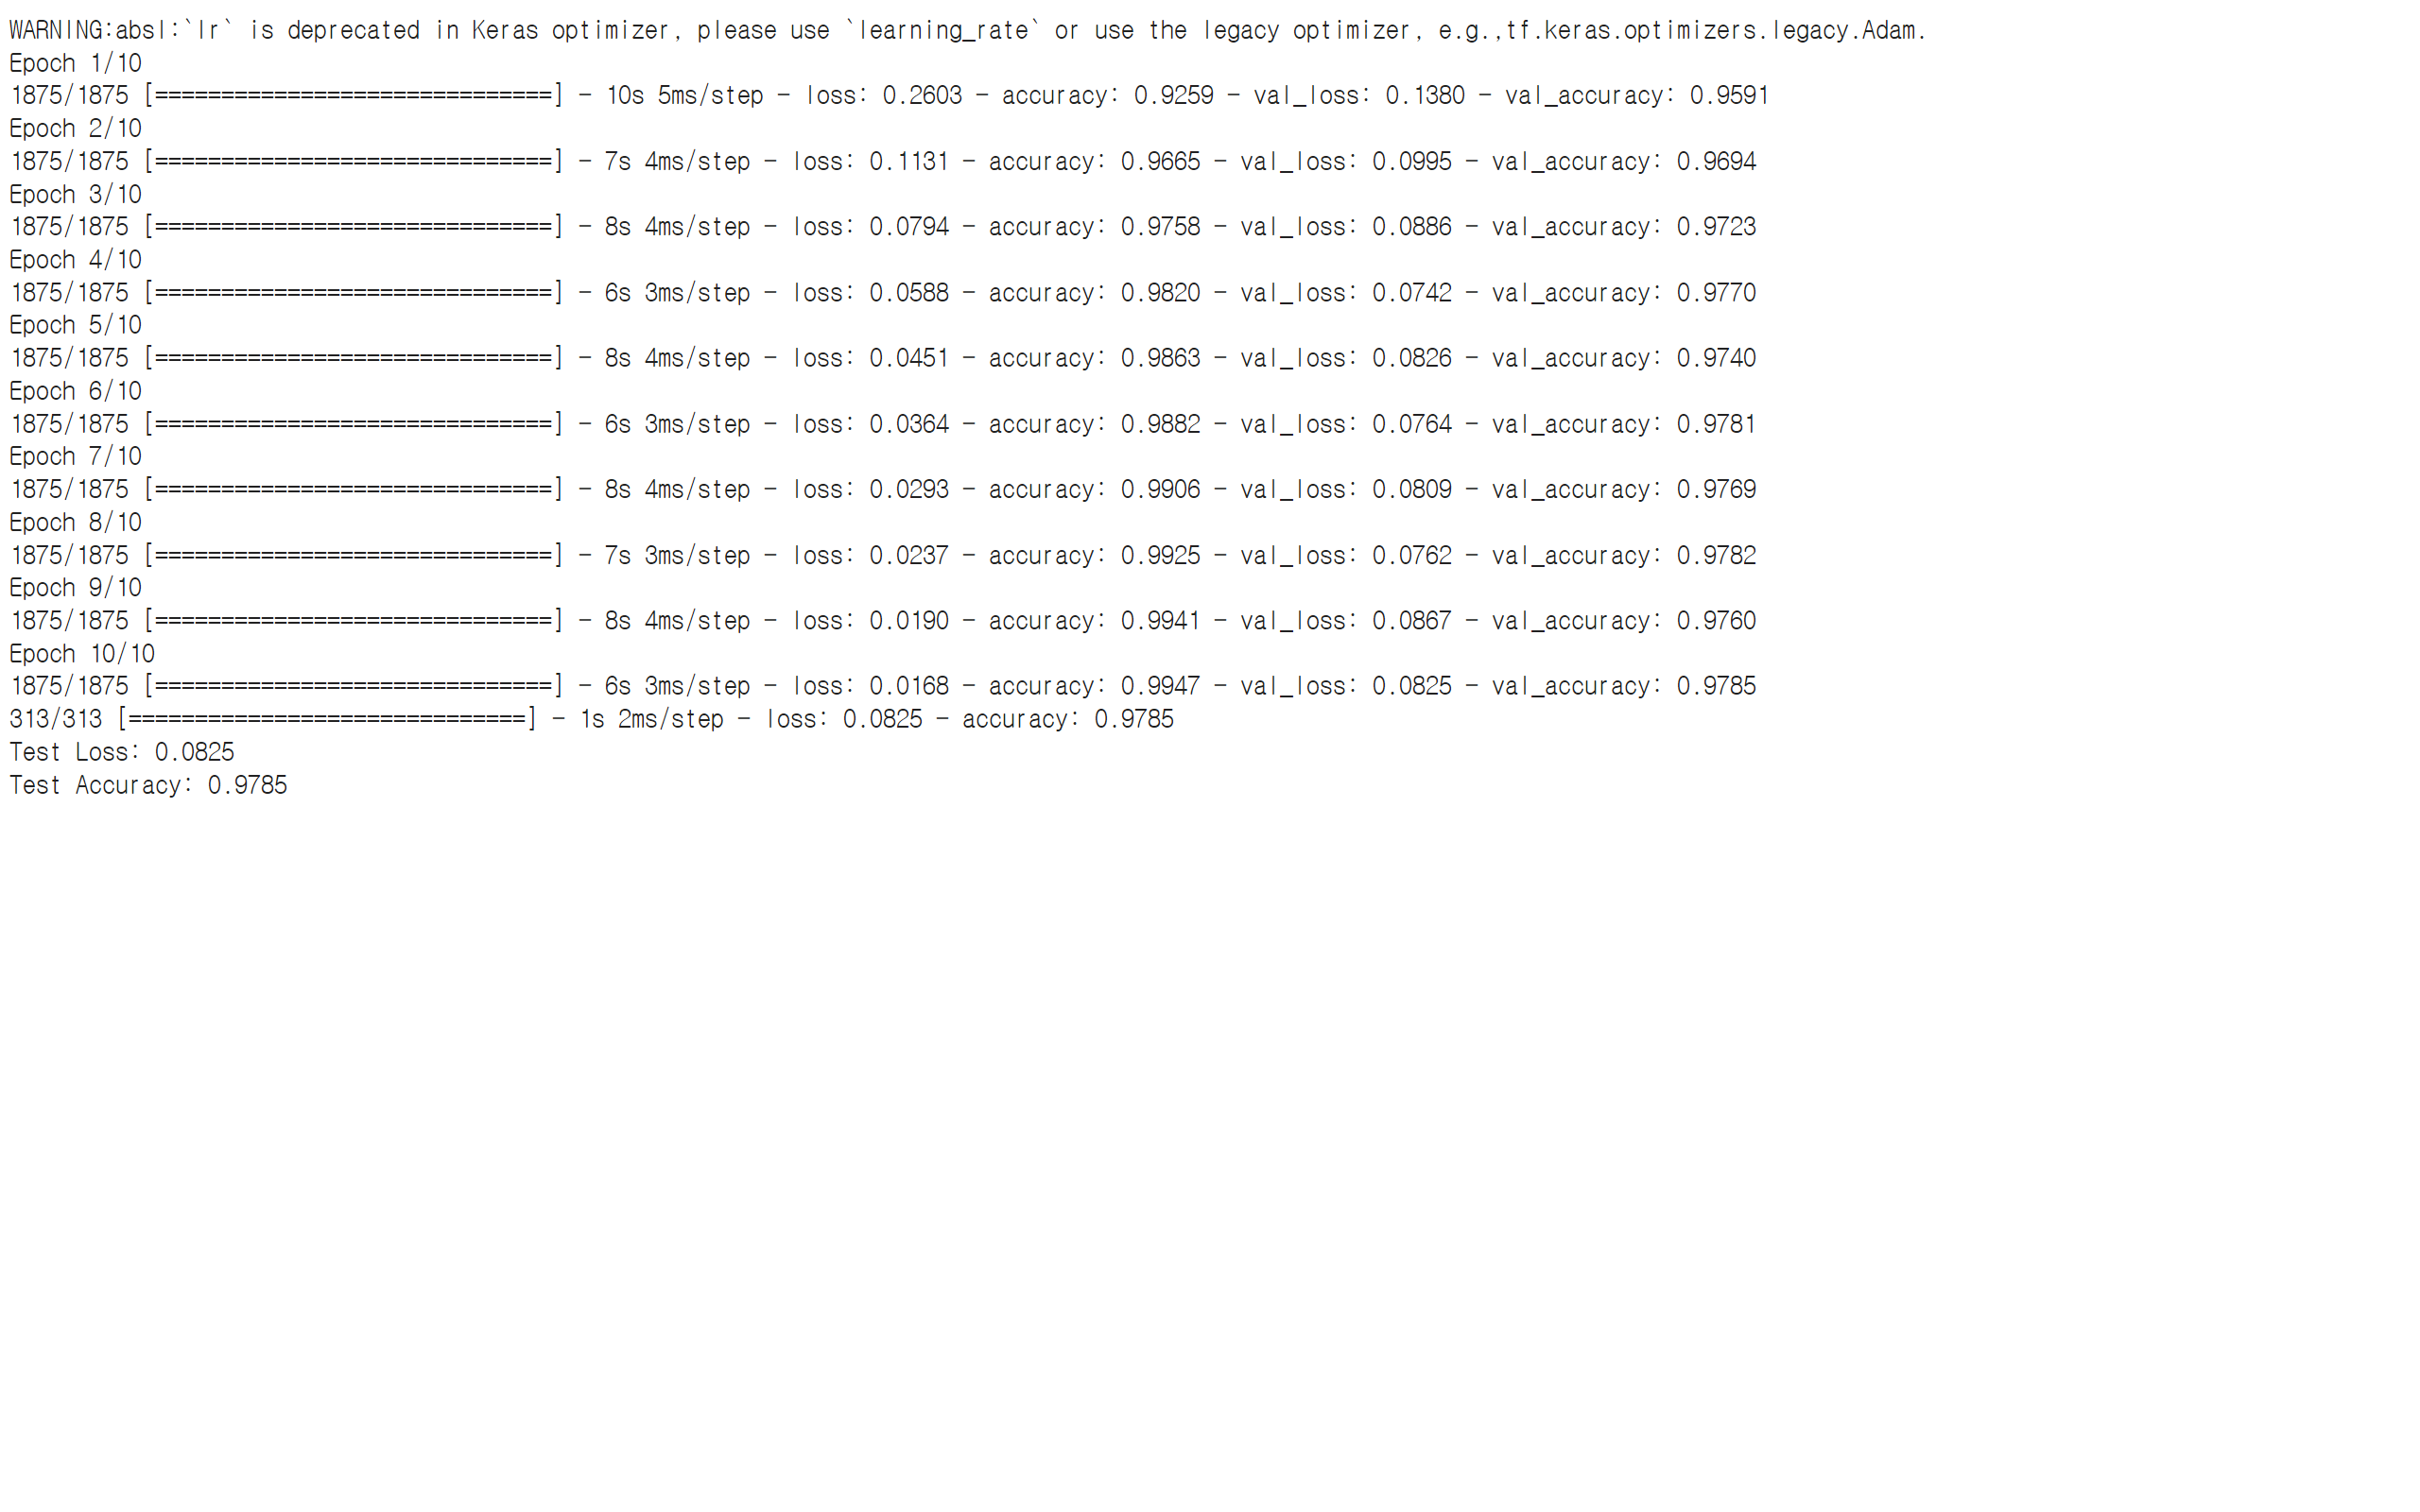 WARNING:absl:`lr` is deprecated in Keras optimizer, please use `learning_rate` or use the legacy optimizer, e.g.,tf.keras.optimizers.legacy.Adam.
Epoch 1/10
1875/1875 [==============================] - 10s 5ms/step - loss: 0.2603 - accuracy: 0.9259 - val_loss: 0.1380 - val_accuracy: 0.9591
Epoch 2/10
1875/1875 [==============================] - 7s 4ms/step - loss: 0.1131 - accuracy: 0.9665 - val_loss: 0.0995 - val_accuracy: 0.9694
Epoch 3/10
1875/1875 [==============================] - 8s 4ms/step - loss: 0.0794 - accuracy: 0.9758 - val_loss: 0.0886 - val_accuracy: 0.9723
Epoch 4/10
1875/1875 [==============================] - 6s 3ms/step - loss: 0.0588 - accuracy: 0.9820 - val_loss: 0.0742 - val_accuracy: 0.9770
Epoch 5/10
1875/1875 [==============================] - 8s 4ms/step - loss: 0.0451 - accuracy: 0.9863 - val_loss: 0.0826 - val_accuracy: 0.9740
Epoch 6/10
1875/1875 [==============================] - 6s 3ms/step - loss: 0.0364 - accuracy: 0.9882 - val_loss: 0.0764 - val_accuracy: 0.9781
Epoch 7/10
1875/1875 [==============================] - 8s 4ms/step - loss: 0.0293 - accuracy: 0.9906 - val_loss: 0.0809 - val_accuracy: 0.9769
Epoch 8/10
1875/1875 [==============================] - 7s 3ms/step - loss: 0.0237 - accuracy: 0.9925 - val_loss: 0.0762 - val_accuracy: 0.9782
Epoch 9/10
1875/1875 [==============================] - 8s 4ms/step - loss: 0.0190 - accuracy: 0.9941 - val_loss: 0.0867 - val_accuracy: 0.9760
Epoch 10/10
1875/1875 [==============================] - 6s 3ms/step - loss: 0.0168 - accuracy: 0.9947 - val_loss: 0.0825 - val_accuracy: 0.9785
313/313 [==============================] - 1s 2ms/step - loss: 0.0825 - accuracy: 0.9785
Test Loss: 0.0825
Test Accuracy: 0.9785